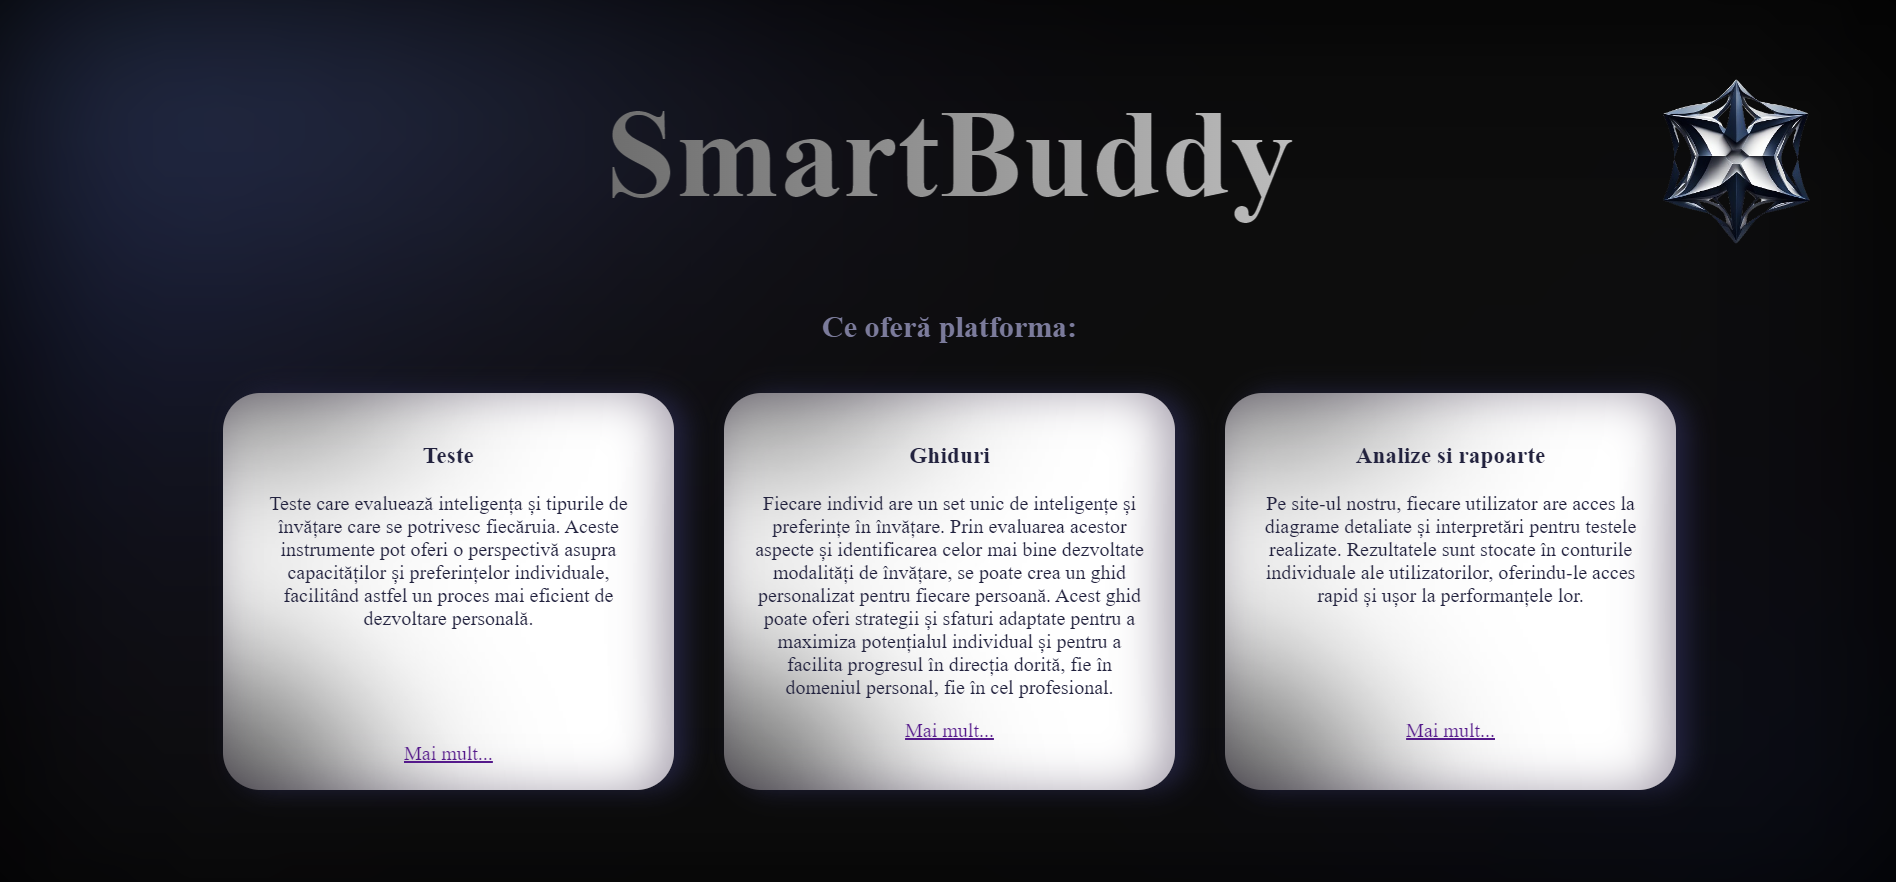 SmartBuddy
Ce oferă platforma:
Teste
Teste care evaluează inteligența și tipurile de
învățare care se potrivesc fiecăruia. Aceste
instrumente pot oferi o perspectivă asupra
capacităților și preferințelor individuale,
facilitând astfel un proces mai eficient de
dezvoltare personală.
Mai mult...
Ghiduri
Fiecare individ are un set unic de inteligențe și
preferințe în învățare. Prin evaluarea acestor
aspecte și identificarea celor mai bine dezvoltate
modalități de învățare, se poate crea un ghid
personalizat pentru fiecare persoană. Acest ghid
poate oferi strategii și sfaturi adaptate pentru a
maximiza potențialul individual și pentru a
facilita progresul în direcția dorită, fie în
domeniul personal, fie în cel profesional.
Mai mult...
Analize si rapoarte
Pe site-ul nostru, fiecare utilizator are acces la
diagrame detaliate și interpretări pentru testele
realizate. Rezultatele sunt stocate în conturile
individuale ale utilizatorilor, oferindu-le acces
rapid și ușor la performanțele lor.
Mai mult...